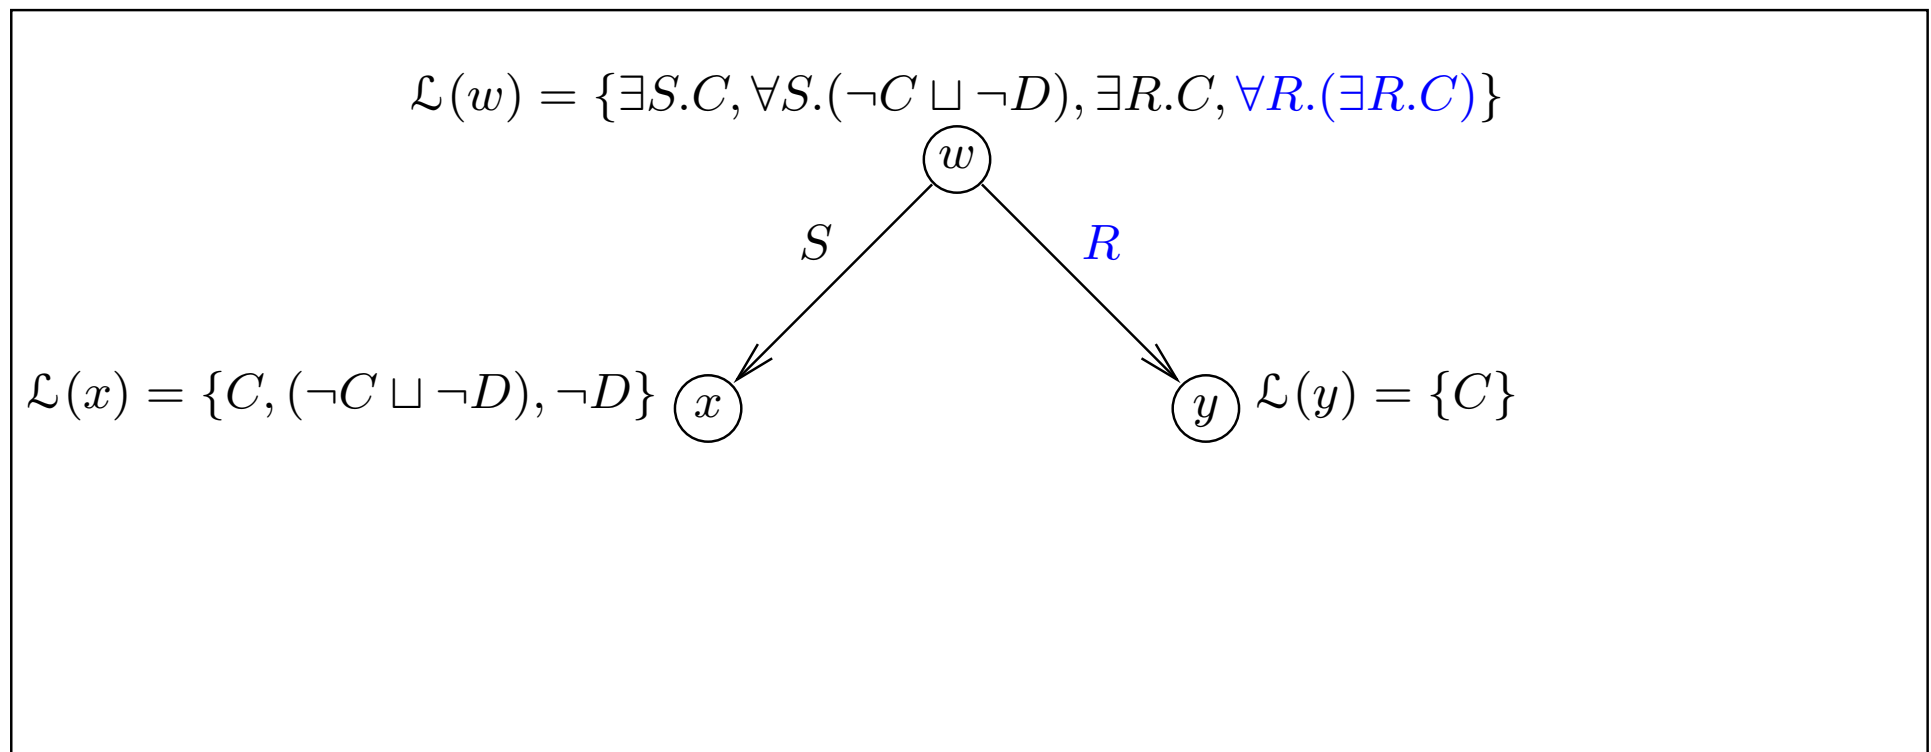 ℒ(w) = {∃S.C, ∀S.(¬C ⊔ ¬D), ∃R.C, ∀R.(∃R.C)}
w
S
R
ℒ(x) = {C, (¬C ⊔ ¬D), ¬D}
x
y
ℒ(y) = {C}